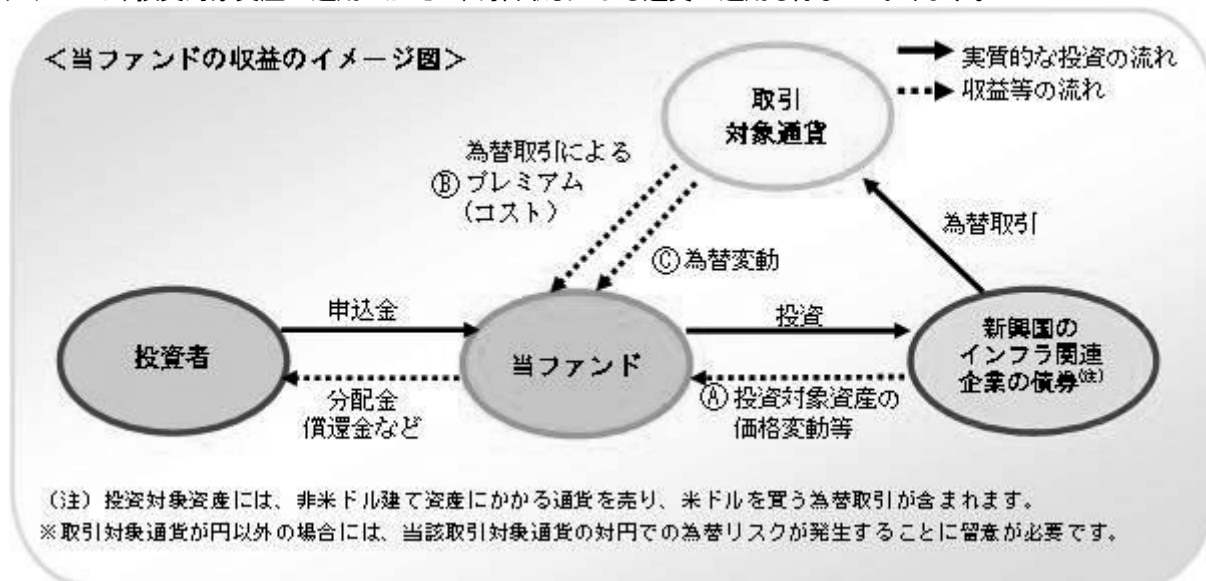 ＜当ファンドの収益のイメージ図＞
実質的な投資の流れ
収益等の流れ
取引
対象通貨
為替取引による
Ⓑプレミアム
（コスト）
Ⓒ為替変動
為替取引
投資者
申込金
分配金
償還金など
当ファンド
投資
Ⓐ投資対象資産の
価格変動等
新興国の
インフラ関連
企業の債券(注)
（注）投資対象資産には、非米ドル建て資産にかかる通貨を売り、米ドルを買う為替取引が含まれます。
※取引対象通貨が円以外の場合には、当該取引対象通貨の対円での為替リスクが発生することに留意が必要です。